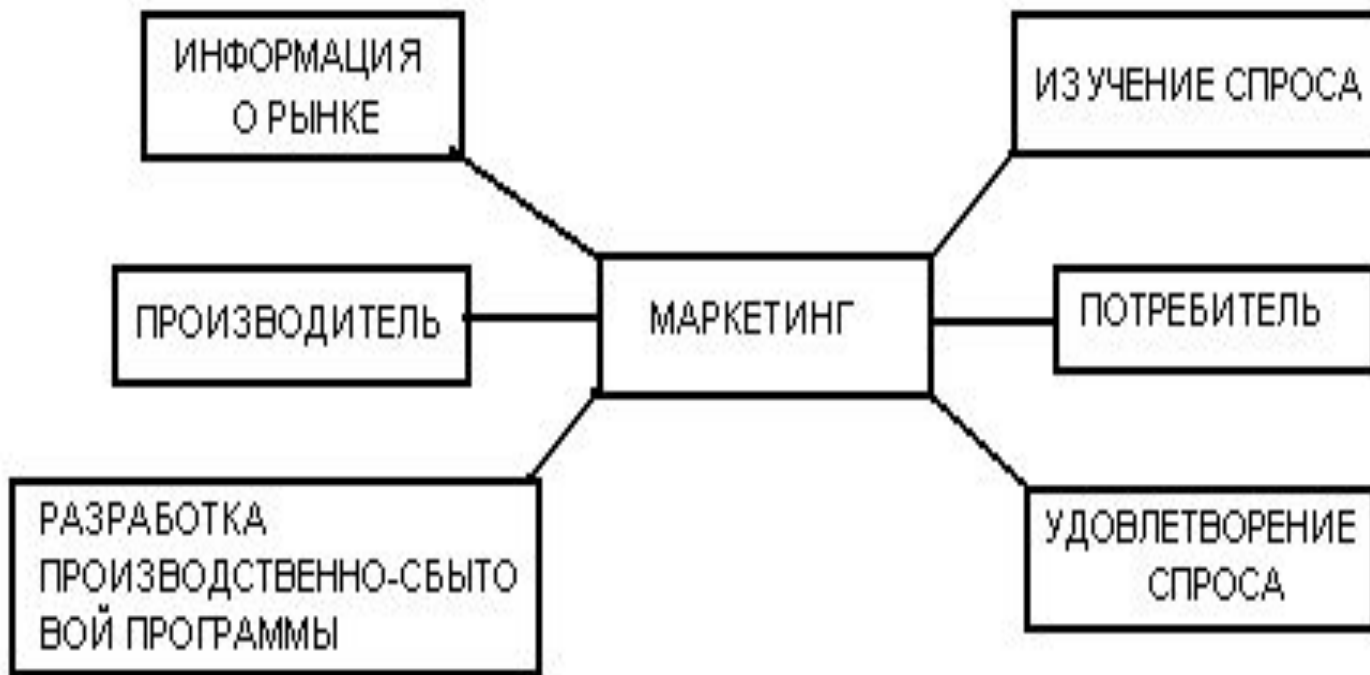 ИНФОРМАЦИЯ
О РЫНКЕ
ИЗУЧЕНИЕ СПРОСА
ПРОИЗВОДИТЕЛЬ
МАРКЕТИНГ
ПОТРЕБИТЕЛЬ
РАЗРАБОТКА
ПРОИЗВОДСТВЕННО-СБЫТО
ВОЙ ПРОГРАММЫ
УДОВЛЕТВОРЕНИЕ
СПРОСА